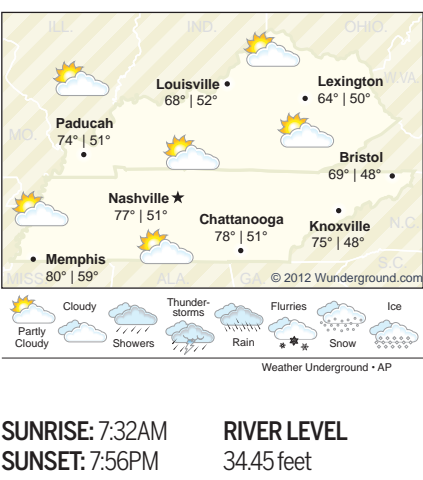 ILL.
IND.
OHIO
W.VA.
Louisville
68° | 52°
Lexington
64° | 50°
MO.
Paducah
74° | 51°
Bristol
69° | 48°
Nashville ★
77° | 51°
Chattanooga
78° | 51°
Knoxville
75° | 48°
N.C.
S.C.
Memphis
80° | 59°
MISS.
ALA.
GA.
© 2012 Wunderground.com
Partly
Cloudy
Cloudy
Showers
Thunder-
storms
Rain
Flurries
Snow
Ice
Weather Underground • AP
SUNRISE: 7:32AM
SUNSET: 7:56PM
RIVER LEVEL
34.45 feet